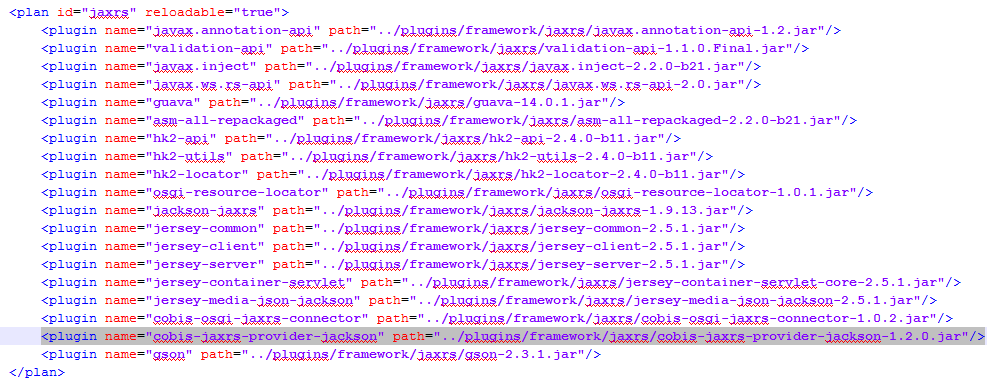 <plan id="jaxrs" reloadable="true">
<plugin name="javax.annotation-api" path="../plugins/framework/jaxrs/javax.annotation-api-1.2.jar"/>
<plugin name="validation-api" path="../plugins/framework/jaxrs/validation-api-1.1.0.Final.jar"/>
<plugin name="javax.inject" path="../plugins/framework/jaxrs/javax.inject-2.2.0-b21.jar"/>
<plugin name="javax.ws.rs-api" path="../plugins/framework/jaxrs/javax.ws.rs-api-2.0.jar"/>
<plugin name="guava" path="../plugins/framework/jaxrs/guava-14.0.1.jar"/>
<plugin name="asm-all-repackaged" path="../plugins/framework/jaxrs/asm-all-repackaged-2.2.0-b21.jar"/>
<plugin name="hk2-api" path="../plugins/framework/jaxrs/hk2-api-2.4.0-b11.jar"/>
<plugin name="hk2-utils" path="../plugins/framework/jaxrs/hk2-utils-2.4.0-b11.jar"/>
<plugin name="hk2-locator" path="../plugins/framework/jaxrs/hk2-locator-2.4.0-b11.jar"/>
<plugin name="osgi-resource-locator" path="../plugins/framework/jaxrs/osgi-resource-locator-1.0.1.jar"/>
<plugin name="jackson-jaxrs" path="../plugins/framework/jaxrs/jackson-jaxrs-1.9.13.jar"/>
<plugin name="jersey-common" path="../plugins/framework/jaxrs/jersey-common-2.5.1.jar"/>
<plugin name="jersey-client" path="../plugins/framework/jaxrs/jersey-client-2.5.1.jar"/>
<plugin name="jersey-server" path="../plugins/framework/jaxrs/jersey-server-2.5.1.jar"/>
<plugin name="jersey-container-servlet" path="../plugins/framework/jaxrs/jersey-container-servlet-core-2.5.1.jar"/>
<plugin name="jersey-media-json-jackson" path="../plugins/framework/jaxrs/jersey-media-json-jackson-2.5.1.jar"/>
<plugin name="cobis-osgi-jaxrs-connector" path="../plugins/framework/jaxrs/cobis-osgi-jaxrs-connector-1.0.2.jar"/>
<plugin name="cobis-jaxrs-provider-jackson" path="../plugins/framework/jaxrs/cobis-jaxrs-provider-jackson-1.2.0.jar"/>
<plugin name="gson" path="../plugins/framework/jaxrs/gson-2.3.1.jar"/>
</plan>